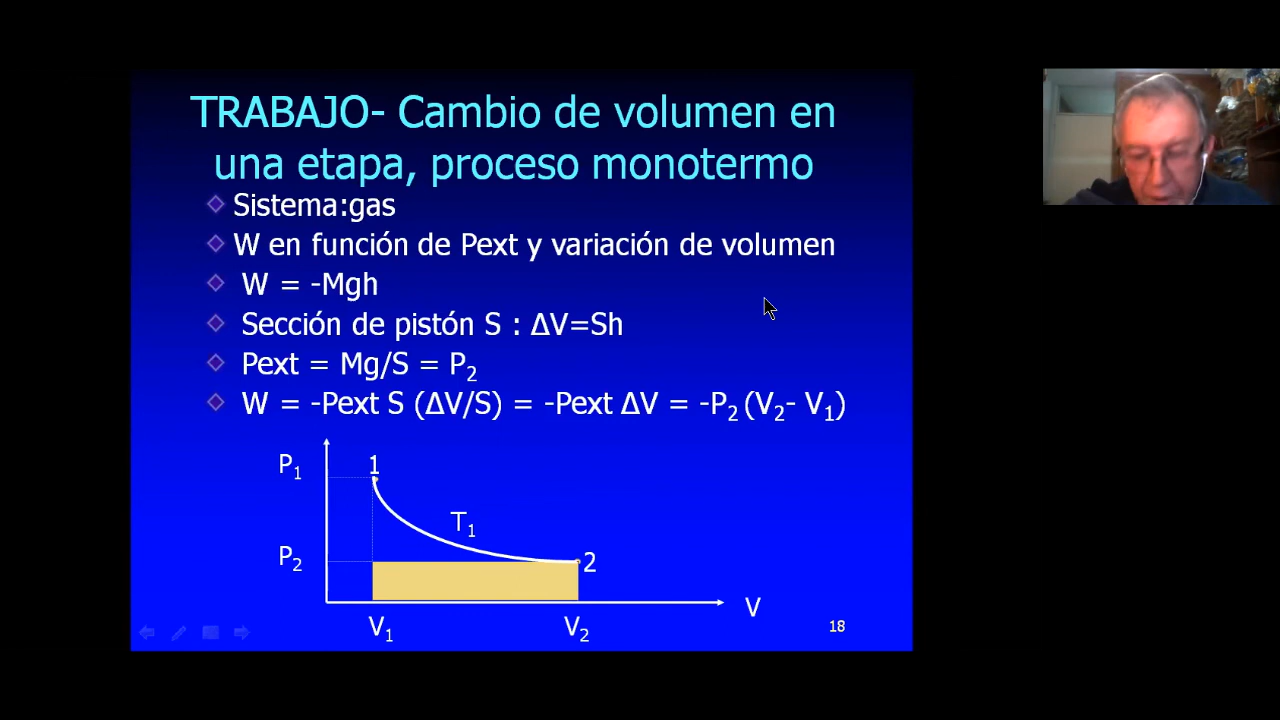 TRABAJO- Cambio de volumen en
una etapa, proceso monotermo
Sistema:gas
W en función de Pext y variación de volumen
W = -Mgh
Sección de pistón S : ΔV=Sh
Pext = Mg/S = P₂
W = -Pext S (ΔV/S) = -Pext ΔV = -P₂ (V₂- V₁)
P₁
1
T₁
P₂
2
V
V₁
V₂
18